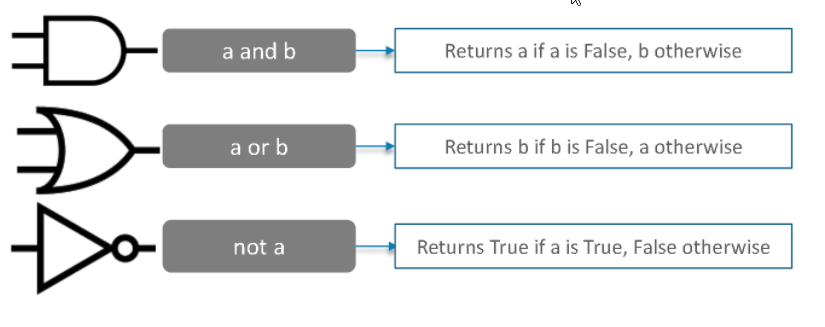 a and b
Returns a if a is False, b otherwise
a or b
Returns b if b is False, a otherwise
not a
Returns True if a is True, False otherwise